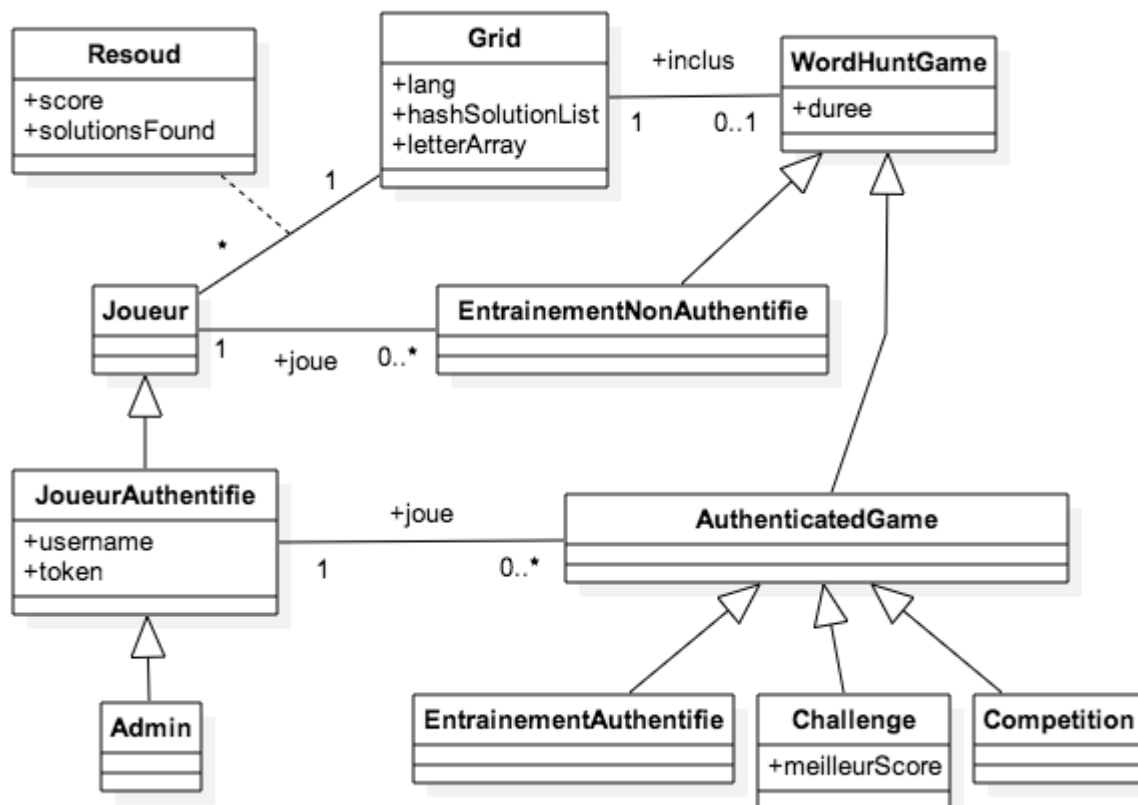 Resoud
+score
+solutionsFound
Grid
+lang
+hashSolutionList
+letterArray
+inclus
1
0..1
WordHuntGame
+duree
1
*
Joueur
1
+joue
0..*
EntrainementNonAuthentifie
JoueurAuthentifie
+username
+token
+joue
1
0..*
AuthenticatedGame
Admin
EntrainementAuthentifie
Challenge
+meilleurScore
Competition